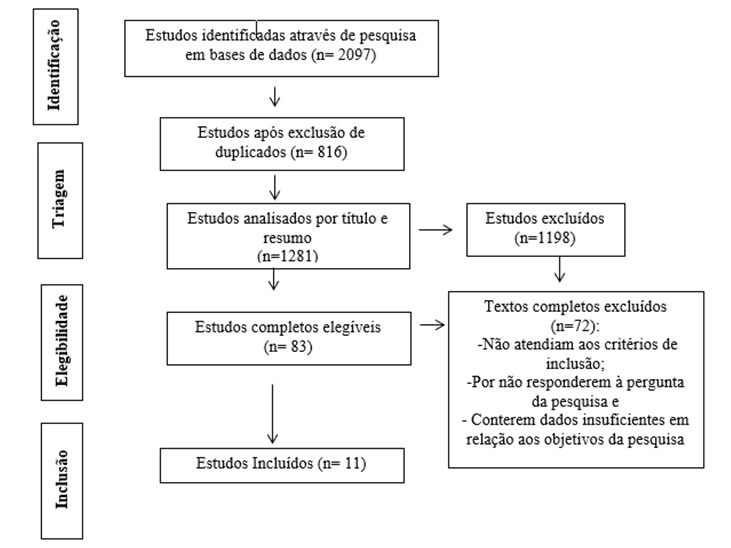 Identificação
Estudos identificadas através de pesquisa
em bases de dados (n= 2097)
Estudos após exclusão de
duplicados (n= 816)
Triagem
Estudos analisados por título e
resumo
(n=1281)
Estudos excluídos
(n=1198)
Elegibilidade
Estudos completos elegíveis
(n= 83)
Textos completos excluídos
(n=72):
-Não atendiam aos critérios de
inclusão;
-Por não responderem à pergunta
da pesquisa e
- Conterem dados insuficientes em
relação aos objetivos da pesquisa
Inclusão
Estudos Incluídos (n= 11)